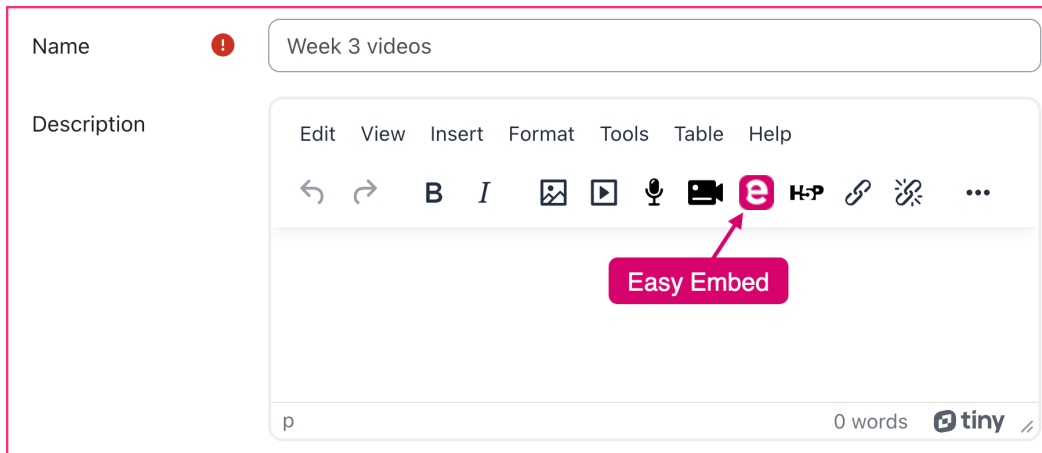 Name
Week 3 videos
Description
Edit View Insert Format Tools Table Help
B I e H5P
Easy Embed
p 0 words tiny